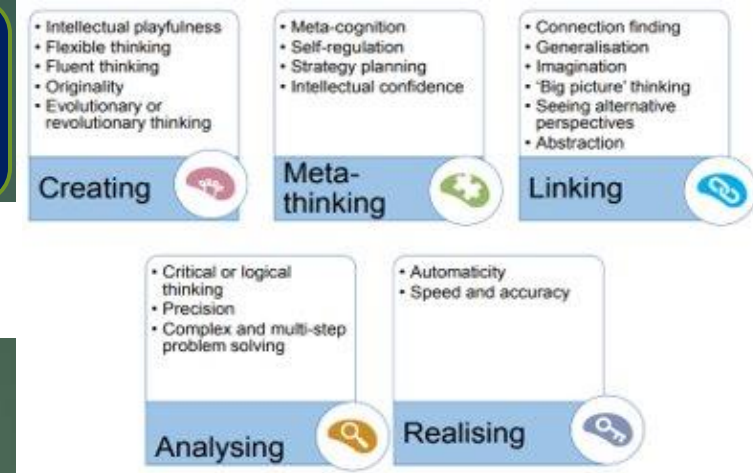 • Intellectual playfulness
• Flexible thinking
• Fluent thinking
• Originality
• Evolutionary or
revolutionary thinking
Creating
• Meta-cognition
• Self-regulation
• Strategy planning
• Intellectual confidence
Meta-
thinking
• Connection finding
• Generalisation
• Imagination
• 'Big picture' thinking
• Seeing alternative
perspectives
• Abstraction
Linking
• Critical or logical
thinking
• Precision
• Complex and multi-step
problem solving
Analysing
• Automaticity
• Speed and accuracy
Realising